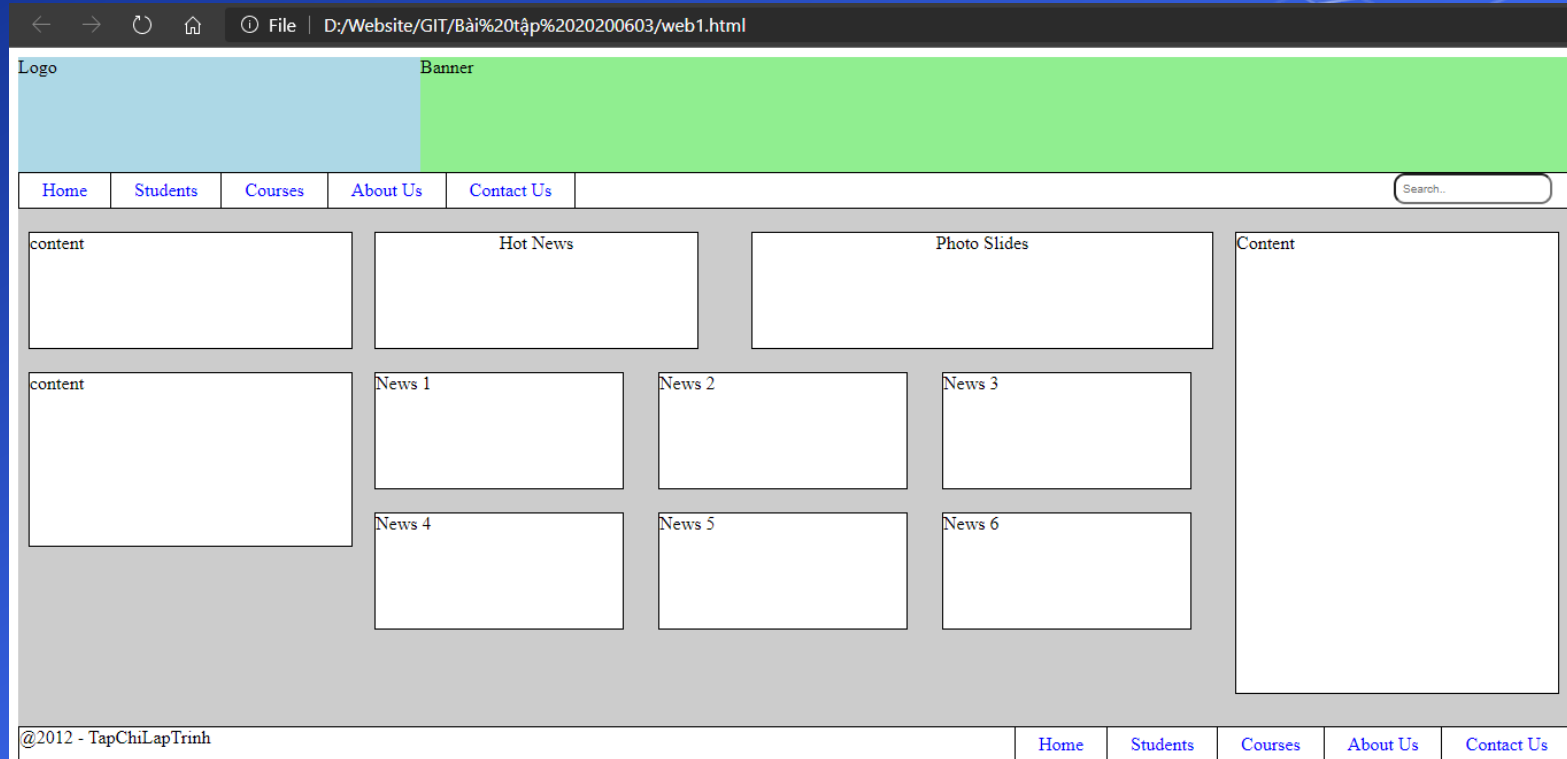 File D:/Website/GIT/Bài%20tập%2020200603/web1.html
Logo Banner
Home Students Courses About Us Contact Us Search..
content Hot News Photo Slides Content
content News 1 News 2 News 3
News 4 News 5 News 6
@2012 - TapChiLapTrinh Home Students Courses About Us Contact Us